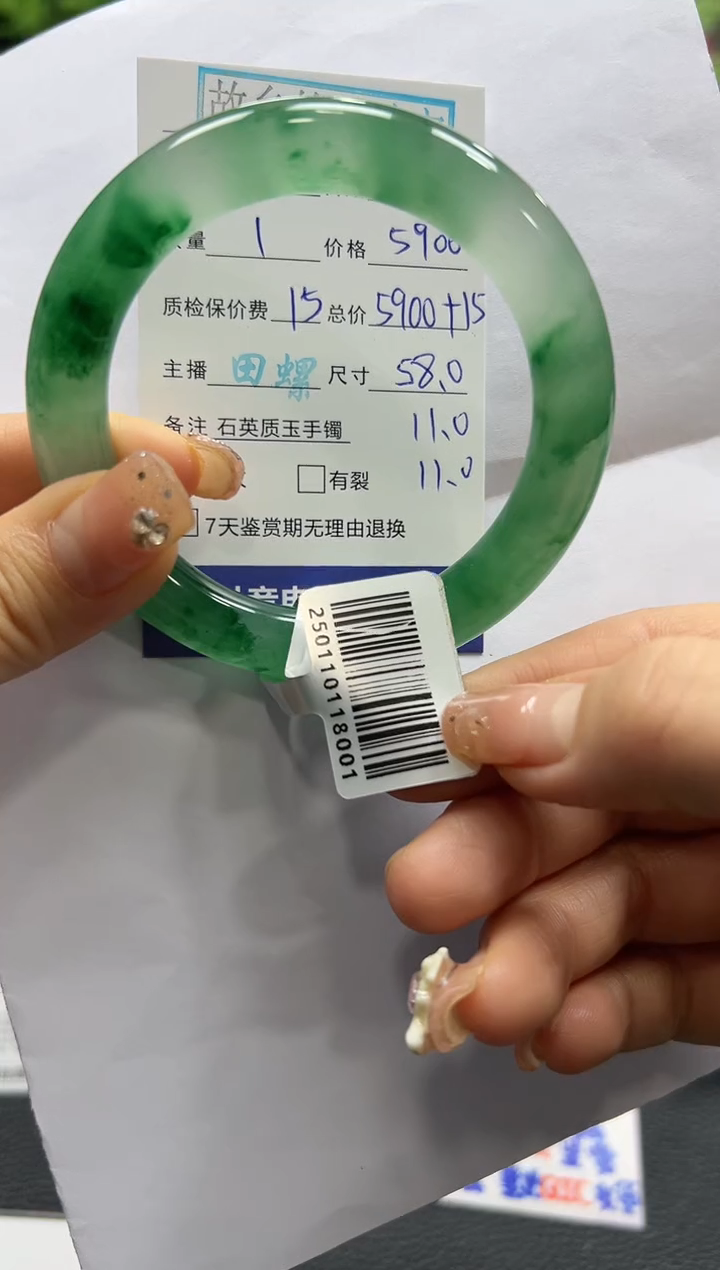 量 1 价格 5900
质检保价费 15 总价 5900+15
主播 田螺 尺寸 58.0
备注 石英质玉手镯 11.0
有裂 11.0
7天鉴赏期无理由退换
250110118001